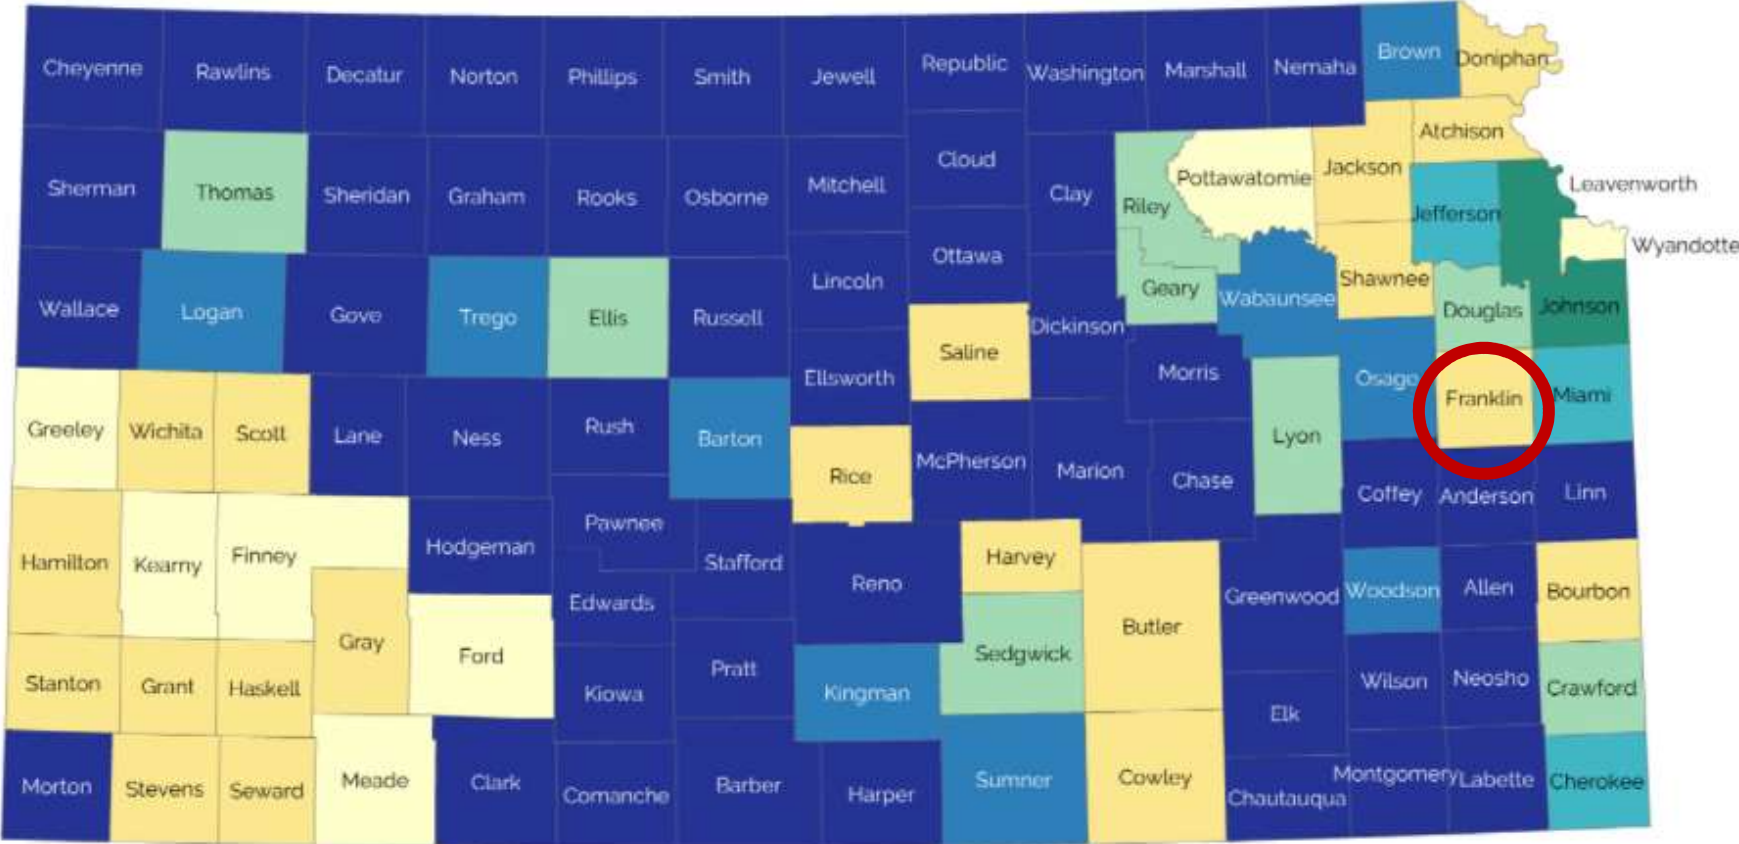 Cheyenne
Rawlins
Decatur
Norton
Phillips
Smith
Jewell
Republic
Washington
Marshall
Nemaha
Brown
Doniphan
Atchison
Sherman
Thomas
Sheridan
Graham
Rooks
Osborne
Mitchell
Cloud
Clay
Riley
Pottawatomie
Jackson
Jefferson
Leavenworth
Wyandotte
Wallace
Logan
Gove
Trego
Ellis
Russell
Lincoln
Ottawa
Geary
Wabaunsee
Shawnee
Douglas
Johnson
Dickinson
Saline
Ellsworth
Morris
Osago
Franklin
Miami
Greeley
Wichita
Scott
Lane
Ness
Rush
Barton
Rice
McPherson
Marion
Chase
Lyon
Coffey
Anderson
Linn
Hamilton
Kearny
Finney
Hodgeman
Pawnee
Stafford
Reno
Harvey
Edwards
Greenwood
Woodson
Allen
Bourbon
Gray
Ford
Sedgwick
Butler
Stanton
Grant
Haskell
Kiowa
Pratt
Kingman
Elk
Wilson
Neosho
Crawford
Morton
Stevens
Seward
Meade
Clark
Comanche
Barber
Harper
Sumner
Cowley
Chautauqua
Montgomery
Labette
Cherokee